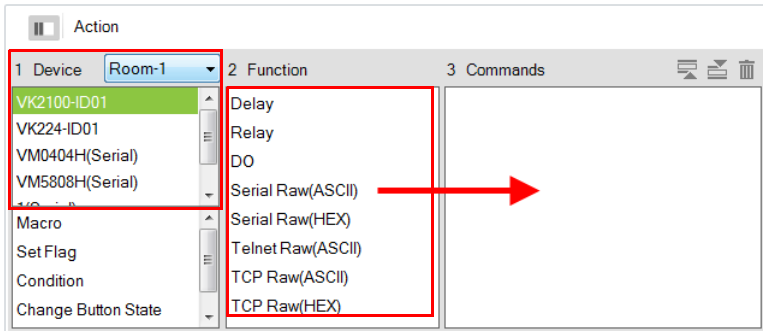 Action
1 Device Room-1
2 Function
3 Commands
VK2100-ID01
VK224-ID01
VM0404H(Serial)
VM5808H(Serial)
Macro
Set Flag
Condition
Change Button State
Delay
Relay
DO
Serial Raw(ASCII)
Serial Raw(HEX)
Telnet Raw(ASCII)
TCP Raw(ASCII)
TCP Raw(HEX)